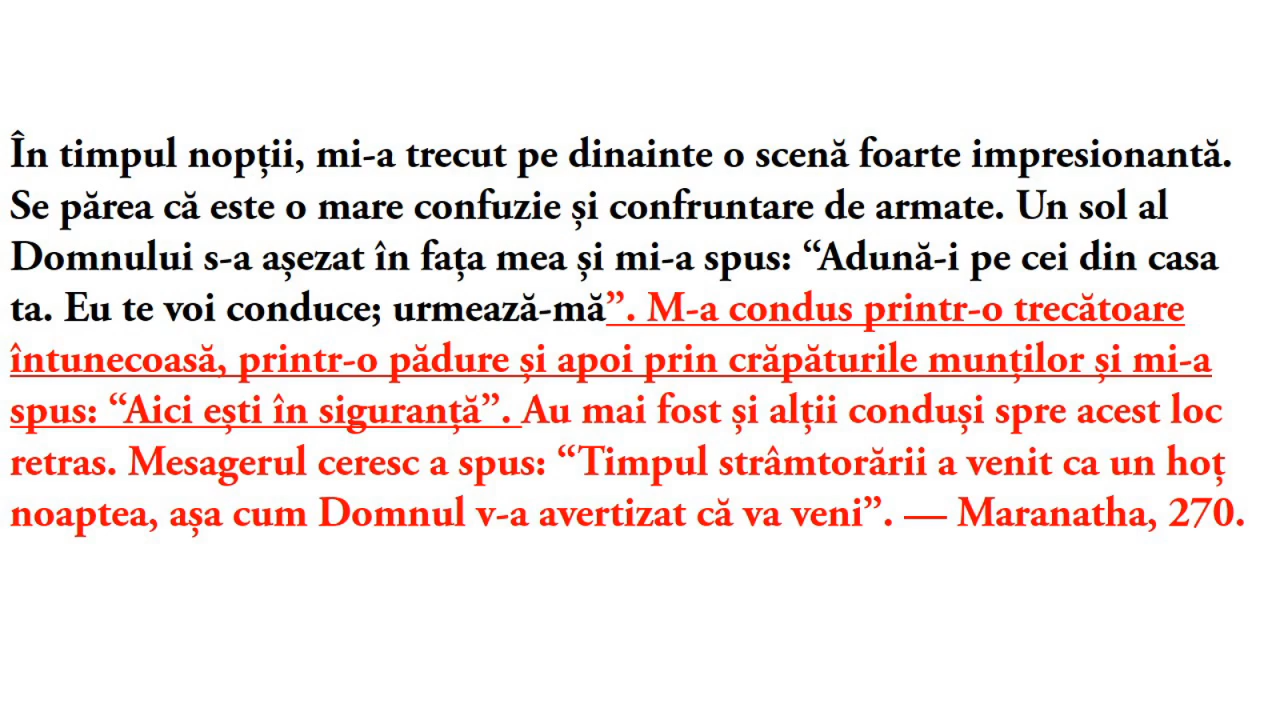 În timpul nopții, mi-a trecut pe dinainte o scenă foarte impresionantă.
Se părea că este o mare confuzie și confruntare de armate. Un sol al
Domnului s-a așezat în fața mea și mi-a spus: “Adună-i pe cei din casa
ta. Eu te voi conduce; urmează-mă”. M-a condus printr-o trecătoare
întunecoasă, printr-o pădure și apoi prin crăpăturile munților și mi-a
spus: “Aici ești în siguranță”. Au mai fost și alții conduși spre acest loc
retras. Mesagerul ceresc a spus: “Timpul strâmtorării a venit ca un hoț
noaptea, așa cum Domnul v-a avertizat că va veni”. — Maranatha, 270.